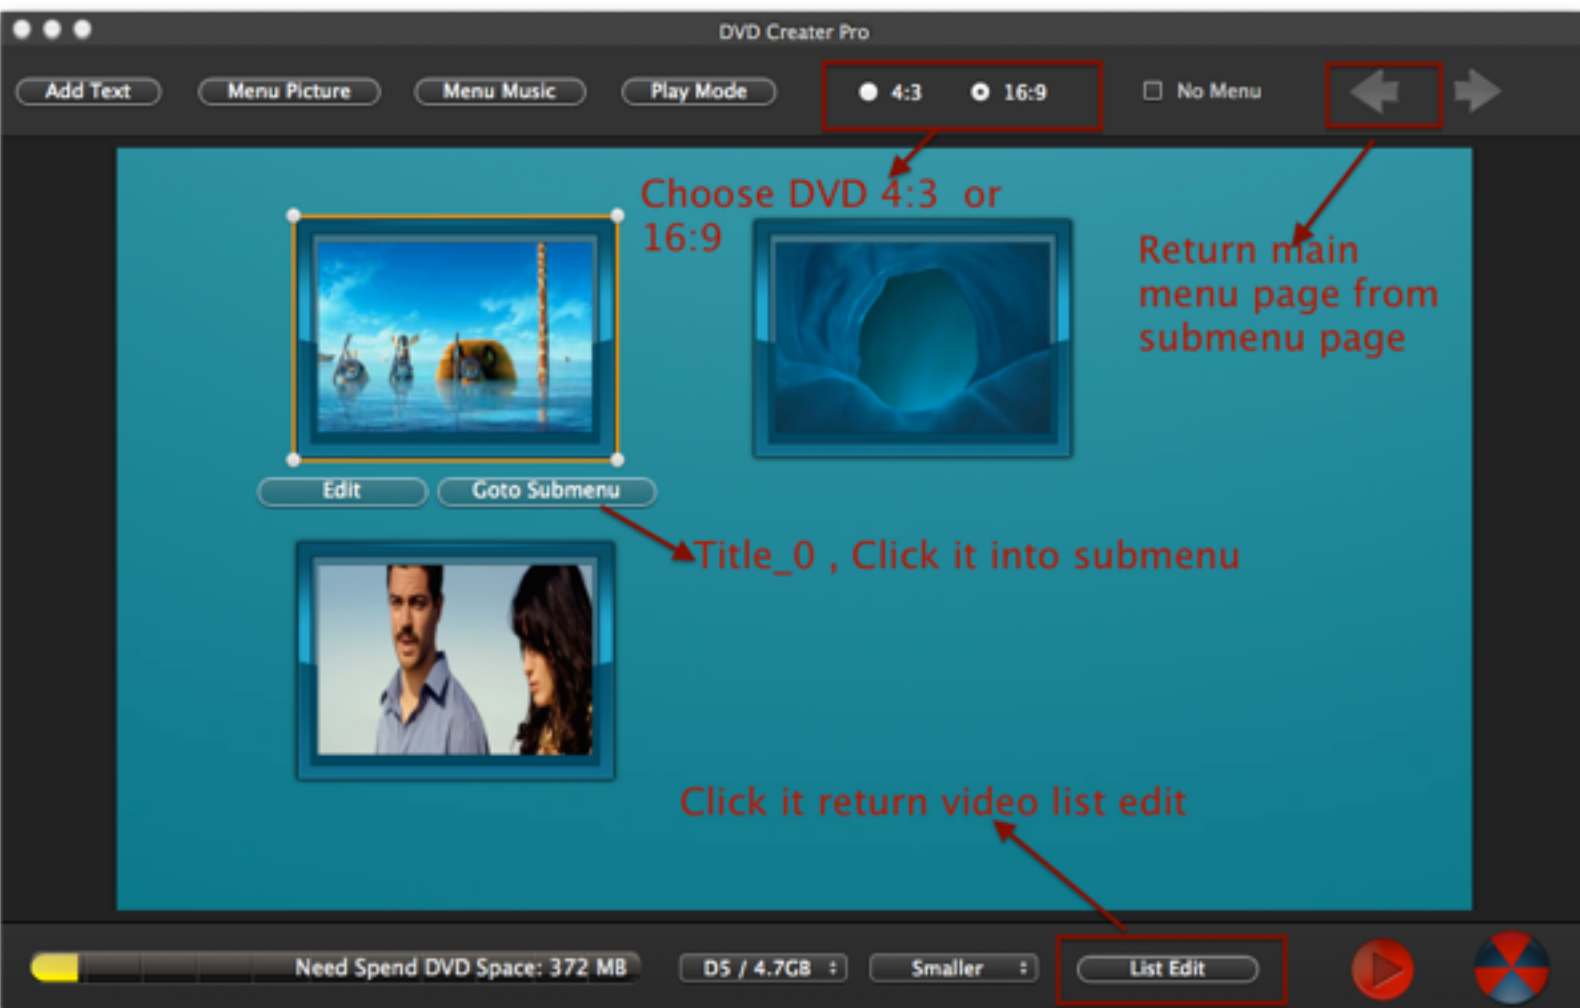 DVD Creater Pro
Add Text Menu Picture Menu Music Play Mode 4:3 16:9 No Menu
Choose DVD 4:3 or
16:9
Return main
menu page from
submenu page
Edit Goto Submenu
Title_0 , Click it into submenu
Click it return video list edit
Need Spend DVD Space: 372 MB D5 / 4.7GB Smaller List Edit